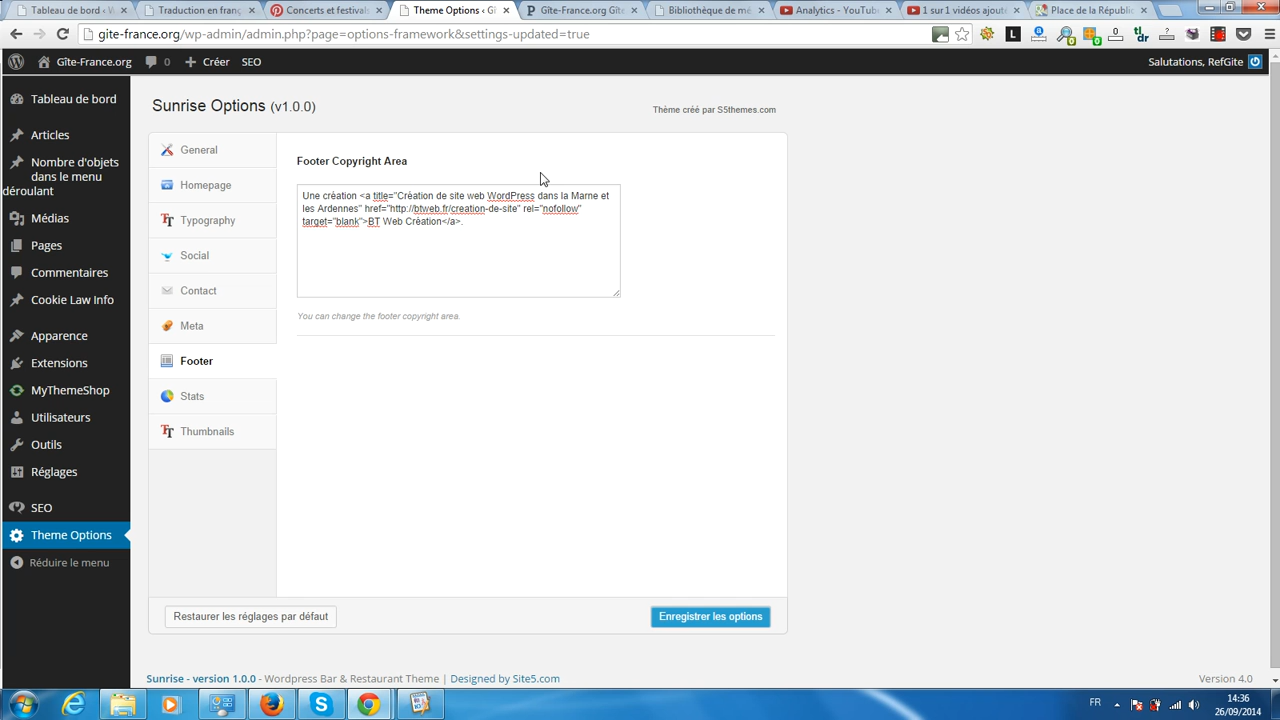 Tableau de bord ‹ W
Traduction en franç
Concerts et festivals
Theme Options ‹ Gî
Gîte-France.org Gîte
Bibliothèque de mé
Analytics - YouTube
1 sur 1 vidéos ajout
Place de la Républi
gite-france.org/wp-admin/admin.php?page=options-framework&settings-updated=true
Gîte-France.org
0
Créer
SEO
Salutations, RefGite
Tableau de bord
Articles
Nombre d'objets
dans le menu
déroulant
Médias
Pages
Commentaires
Cookie Law Info
Apparence
Extensions
MyThemeShop
Utilisateurs
Outils
Réglages
SEO
Theme Options
Réduire le menu
Sunrise Options (v1.0.0)
Thème créé par S5themes.com
General
Homepage
Typography
Social
Contact
Meta
Footer
Stats
Thumbnails
Footer Copyright Area
Une création <a title="Création de site web WordPress dans la Marne et
les Ardennes" href="http://btweb.fr/creation-de-site" rel="nofollow"
target="blank">BT Web Création</a>.
You can change the footer copyright area.
Restaurer les réglages par défaut
Enregistrer les options
Sunrise - version 1.0.0 - Wordpress Bar & Restaurant Theme | Designed by Site5.com
Version 4.0
FR
14:36
26/09/2014